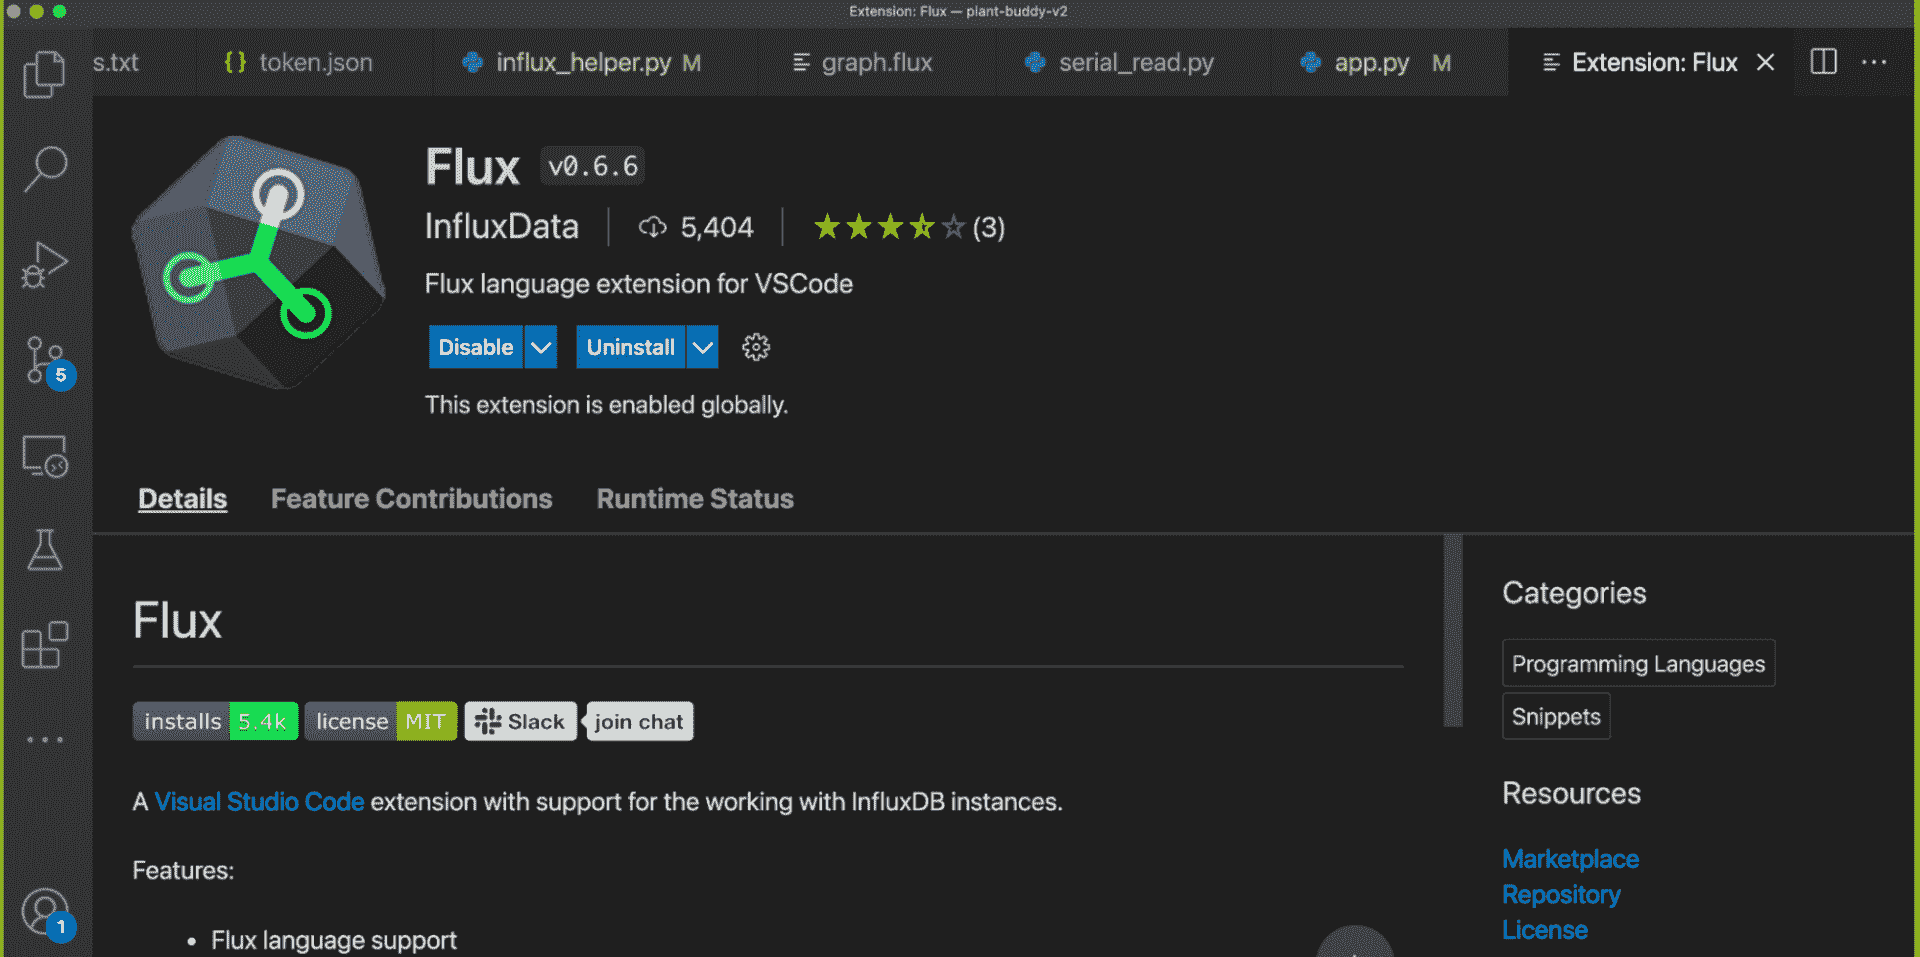 Extension: Flux — plant-buddy-v2
s.txt
{} token.json
influx_helper.py M
graph.flux
serial_read.py
app.py M
Extension: Flux
Flux v0.6.6
InfluxData 5,404 (3)
Flux language extension for VSCode
Disable Uninstall
This extension is enabled globally.
5
Details Feature Contributions Runtime Status
Flux
installs 5.4k license MIT Slack join chat
A Visual Studio Code extension with support for the working with InfluxDB instances.
Features:
• Flux language support
Categories
Programming Languages
Snippets
Resources
Marketplace
Repository
License
1